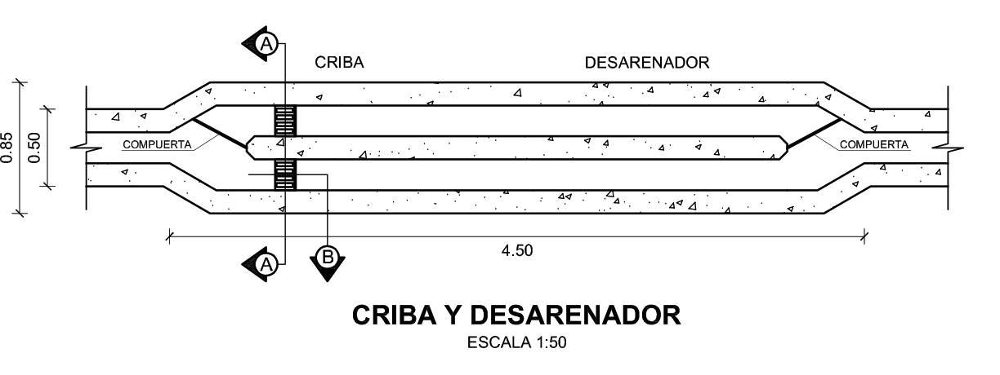 A
CRIBA
DESARENADOR
0.85
0.50
COMPUERTA
COMPUERTA
4.50
A
B
CRIBA Y DESARENADOR
ESCALA 1:50